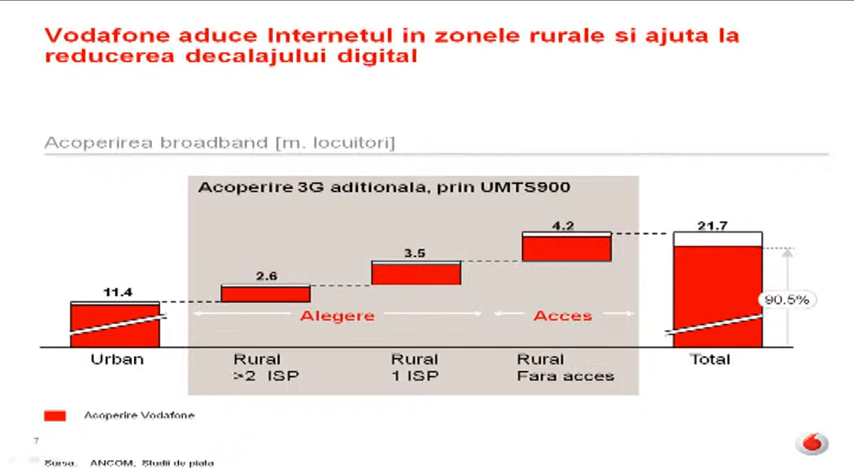 Vodafone aduce Internetul in zonele rurale si ajuta la
reducerea decalajului digital
Acoperirea broadband [m. locuitori]
Acoperire 3G aditionala, prin UMTS900
11.4
2.6
3.5
4.2
21.7
90.5%
Alegere
Acces
Urban
Rural
>2 ISP
Rural
1 ISP
Rural
Fara acces
Total
Acoperire Vodafone
7
Sursa: ANCOM, Studii de piata